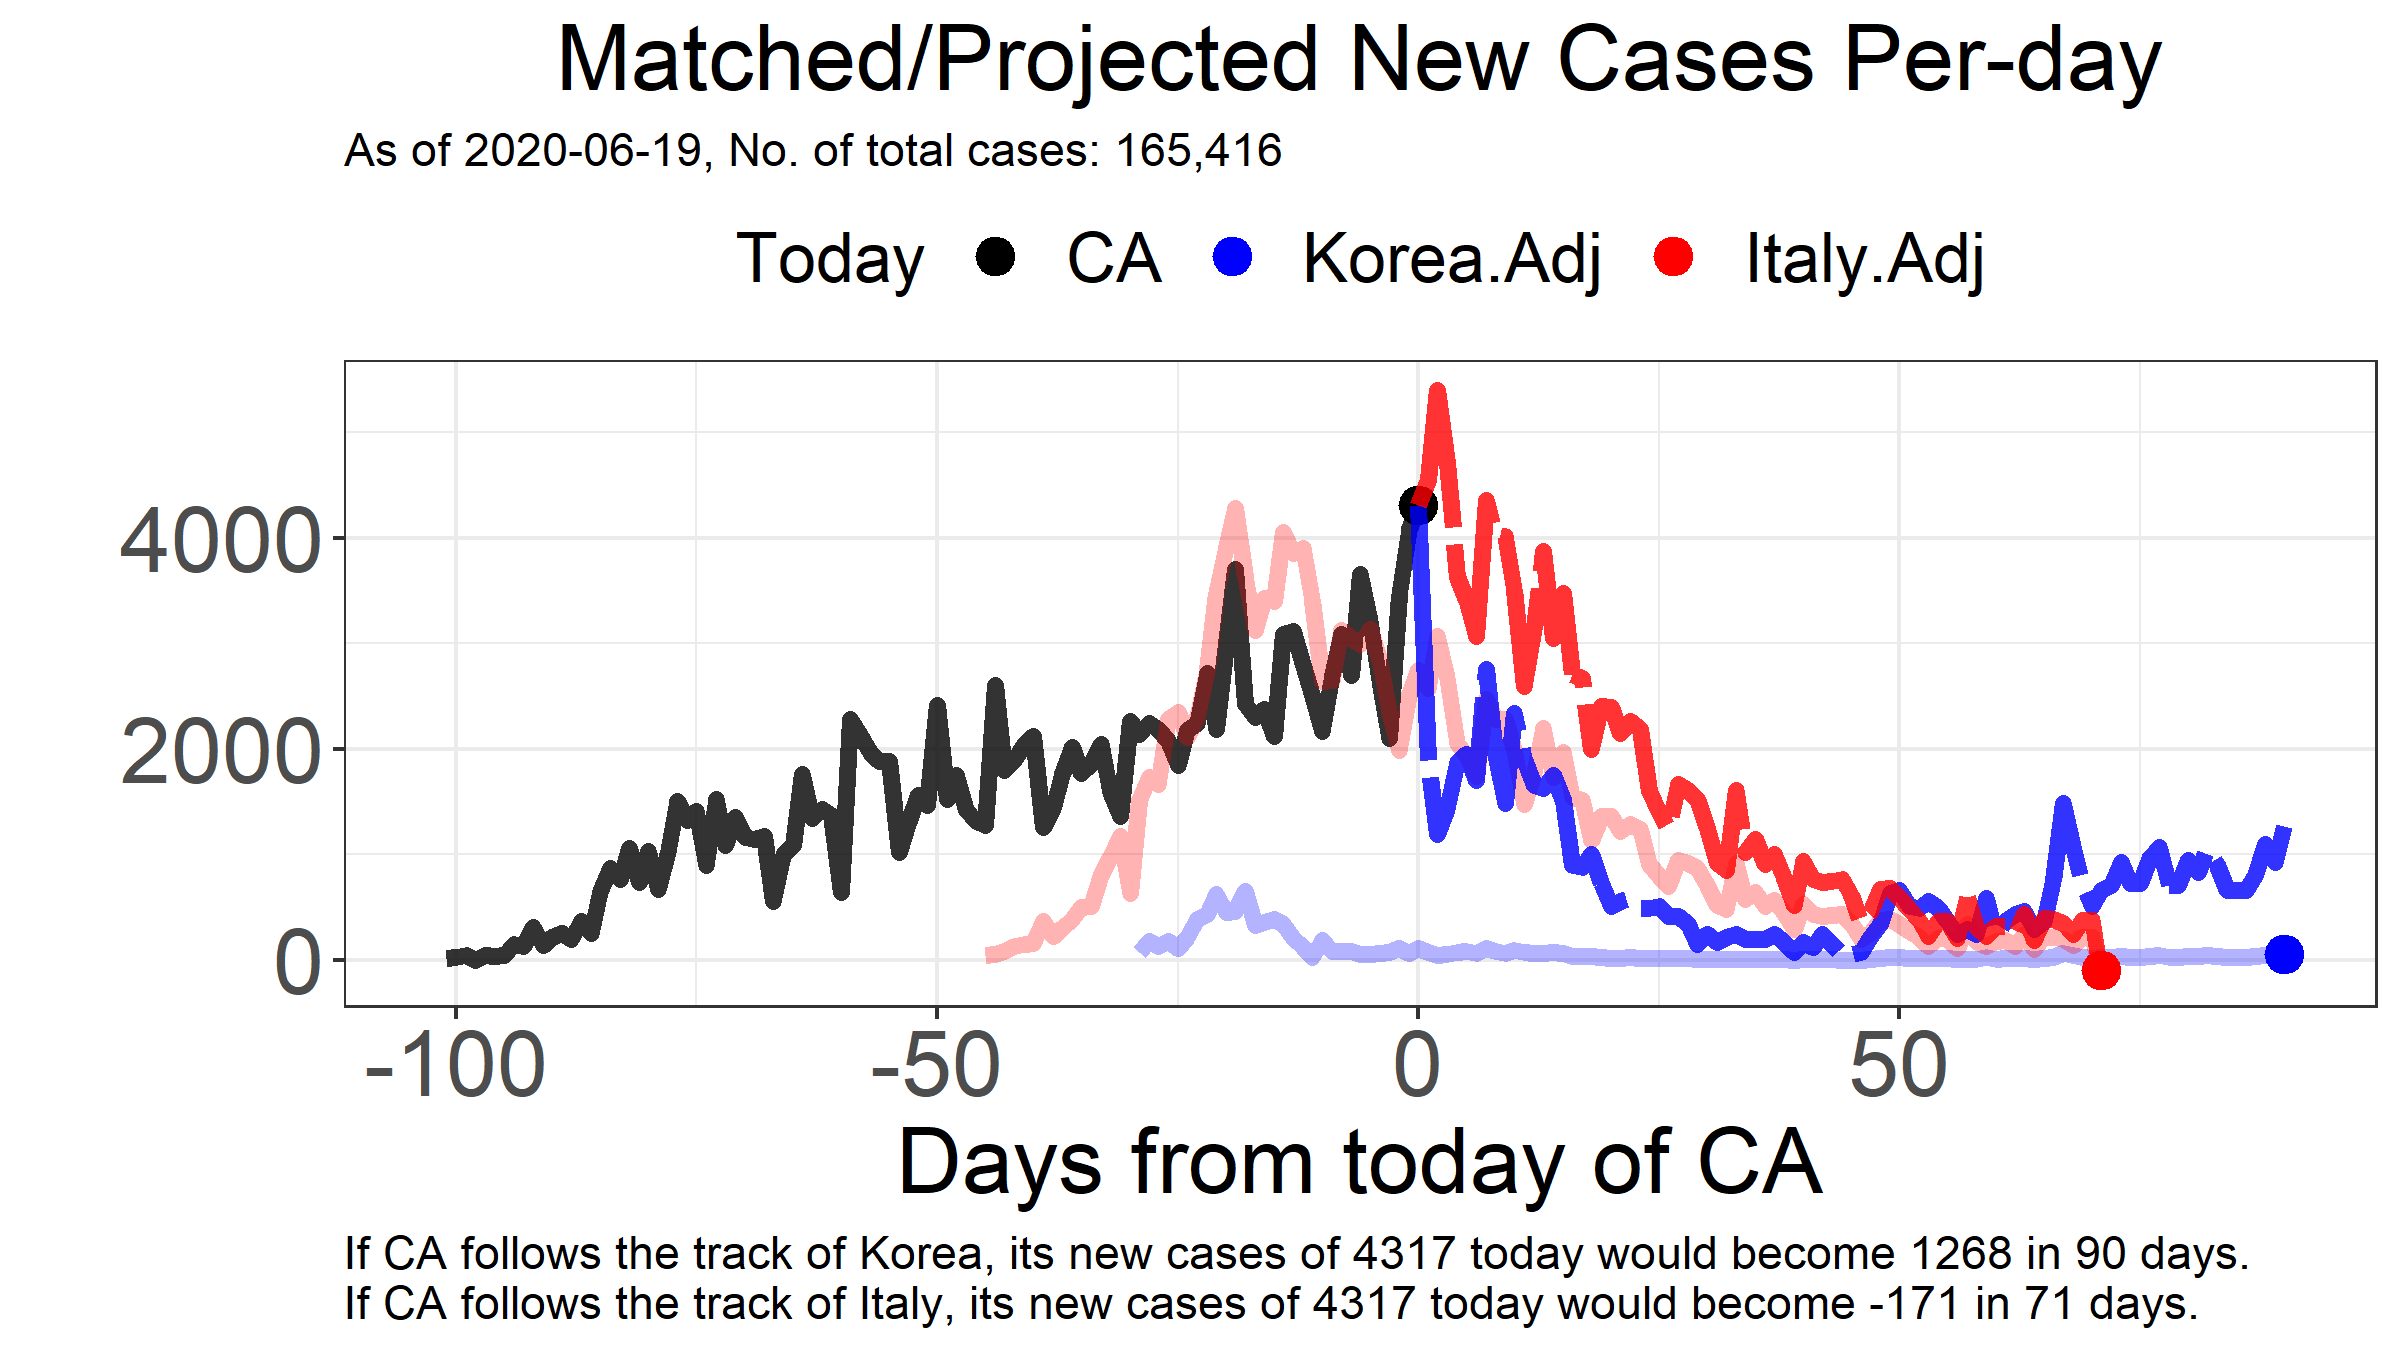 Matched/Projected New Cases Per-day
As of 2020-06-19, No. of total cases: 165,416
Today CA Korea.Adj Italy.Adj
4000
2000
0
-100 -50 0 50
Days from today of CA
If CA follows the track of Korea, its new cases of 4317 today would become 1268 in 90 days.
If CA follows the track of Italy, its new cases of 4317 today would become -171 in 71 days.